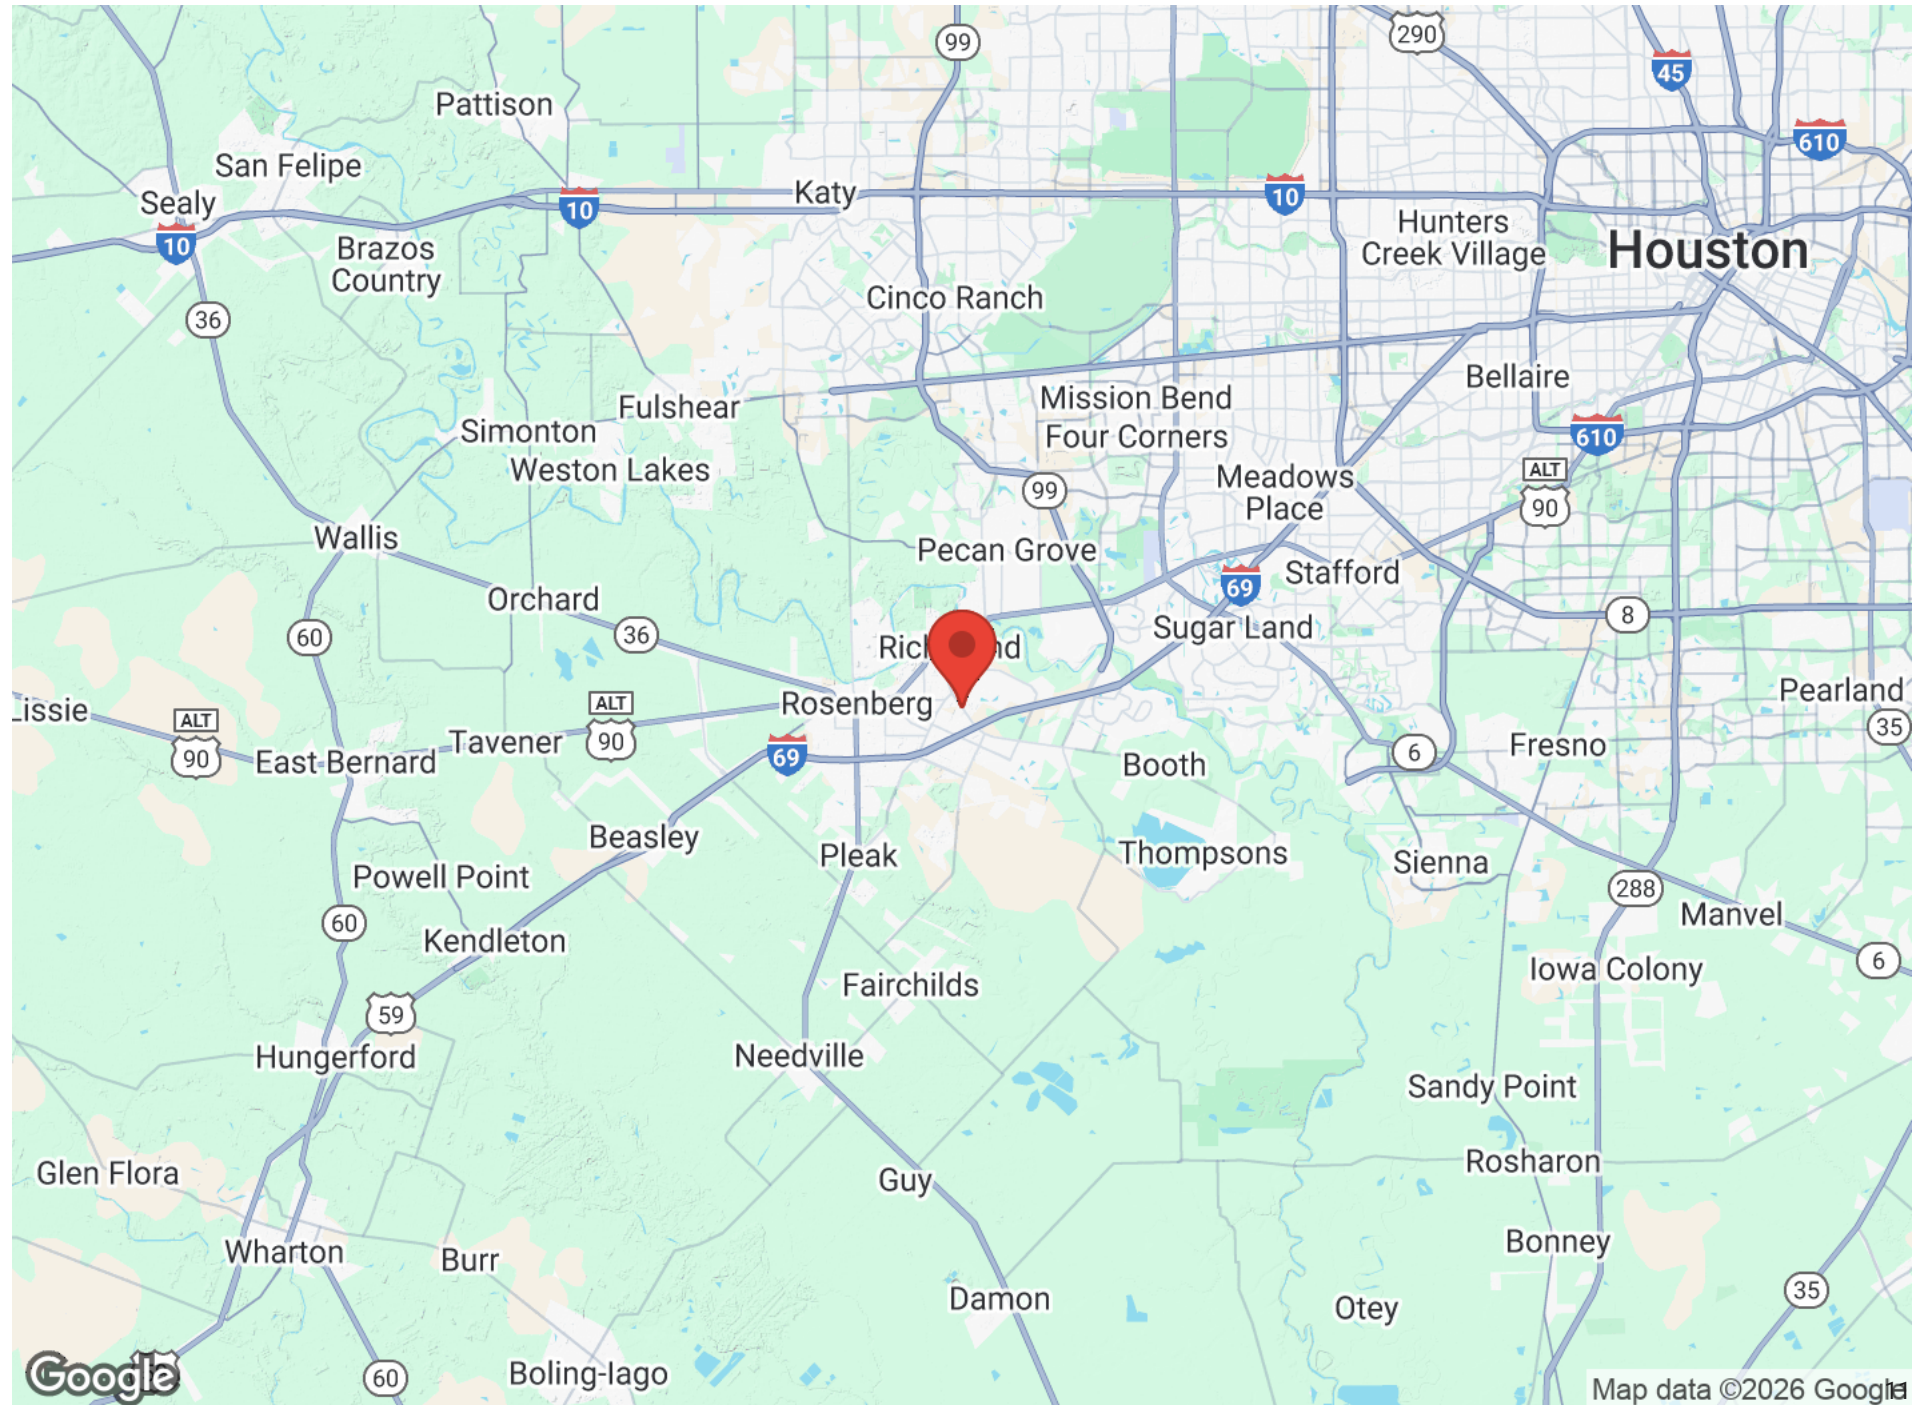 99
290
45
Pattison
610
San Felipe
Katy
10
10
Sealy
Hunters
Creek Village
Houston
10
Brazos
Country
Cinco Ranch
36
Bellaire
Mission Bend
Fulshear
Simonton
Four Corners
610
Weston Lakes
Meadows
Place
ALT
90
99
Wallis
Pecan Grove
Stafford
69
Orchard
8
60
36
Sugar Land
Rosenberg
Pearland
Lissie
ALT
90
ALT
90
35
Tavener
69
East Bernard
6
Fresno
Booth
Beasley
Pleak
Thompsons
Sienna
Powell Point
288
Manvel
60
Kendleton
6
Iowa Colony
Fairchilds
59
Hungerford
Needville
Sandy Point
Glen Flora
Guy
Rosharon
Wharton
Burr
Bonney
Damon
Otey
35
Boling-Iago
60
Google
Map data ©2026 Google
11